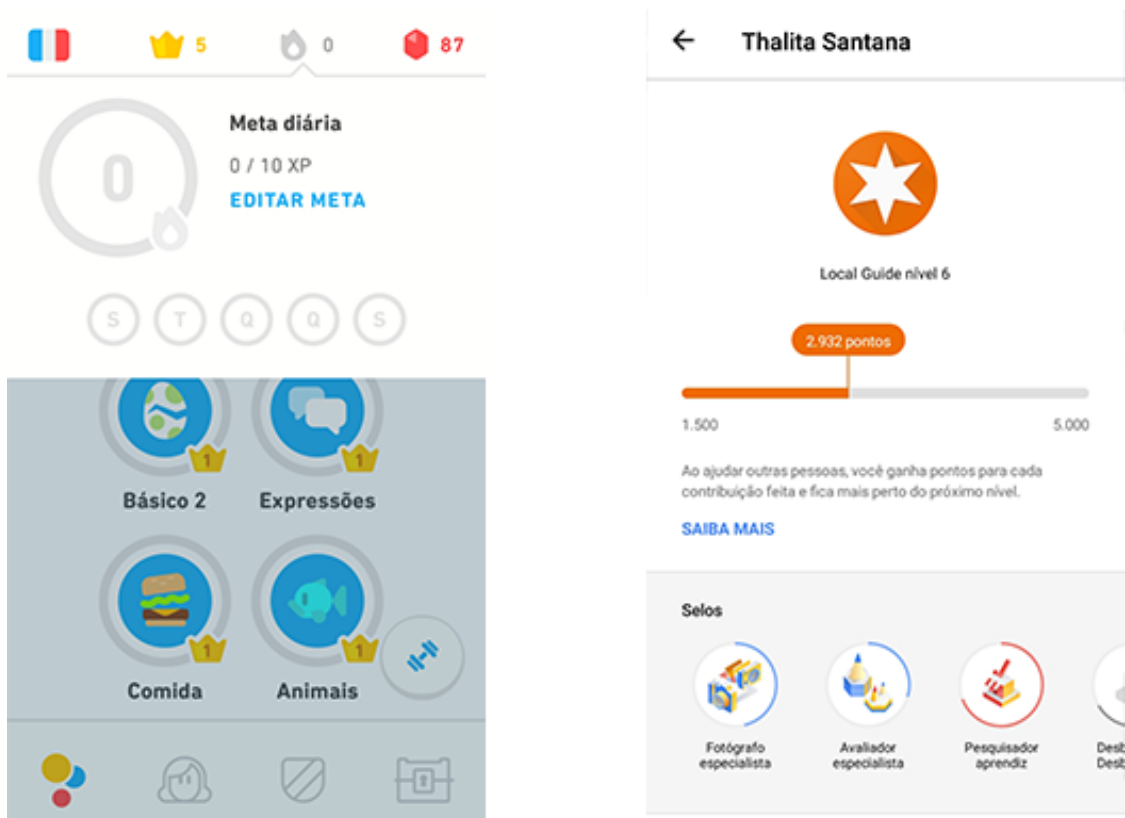 5
0
87
0
Meta diária
0 / 10 XP
EDITAR META
S T Q Q S
1
1
Básico 2
Expressões
1
1
Comida
Animais
Thalita Santana
Local Guide nível 6
2.932 pontos
1.500
5.000
Ao ajudar outras pessoas, você ganha pontos para cada
contribuição feita e fica mais perto do próximo nível.
SAIBA MAIS
Selos
Fotógrafo
especialista
Avaliador
especialista
Pesquisador
aprendiz
Desb
Desb